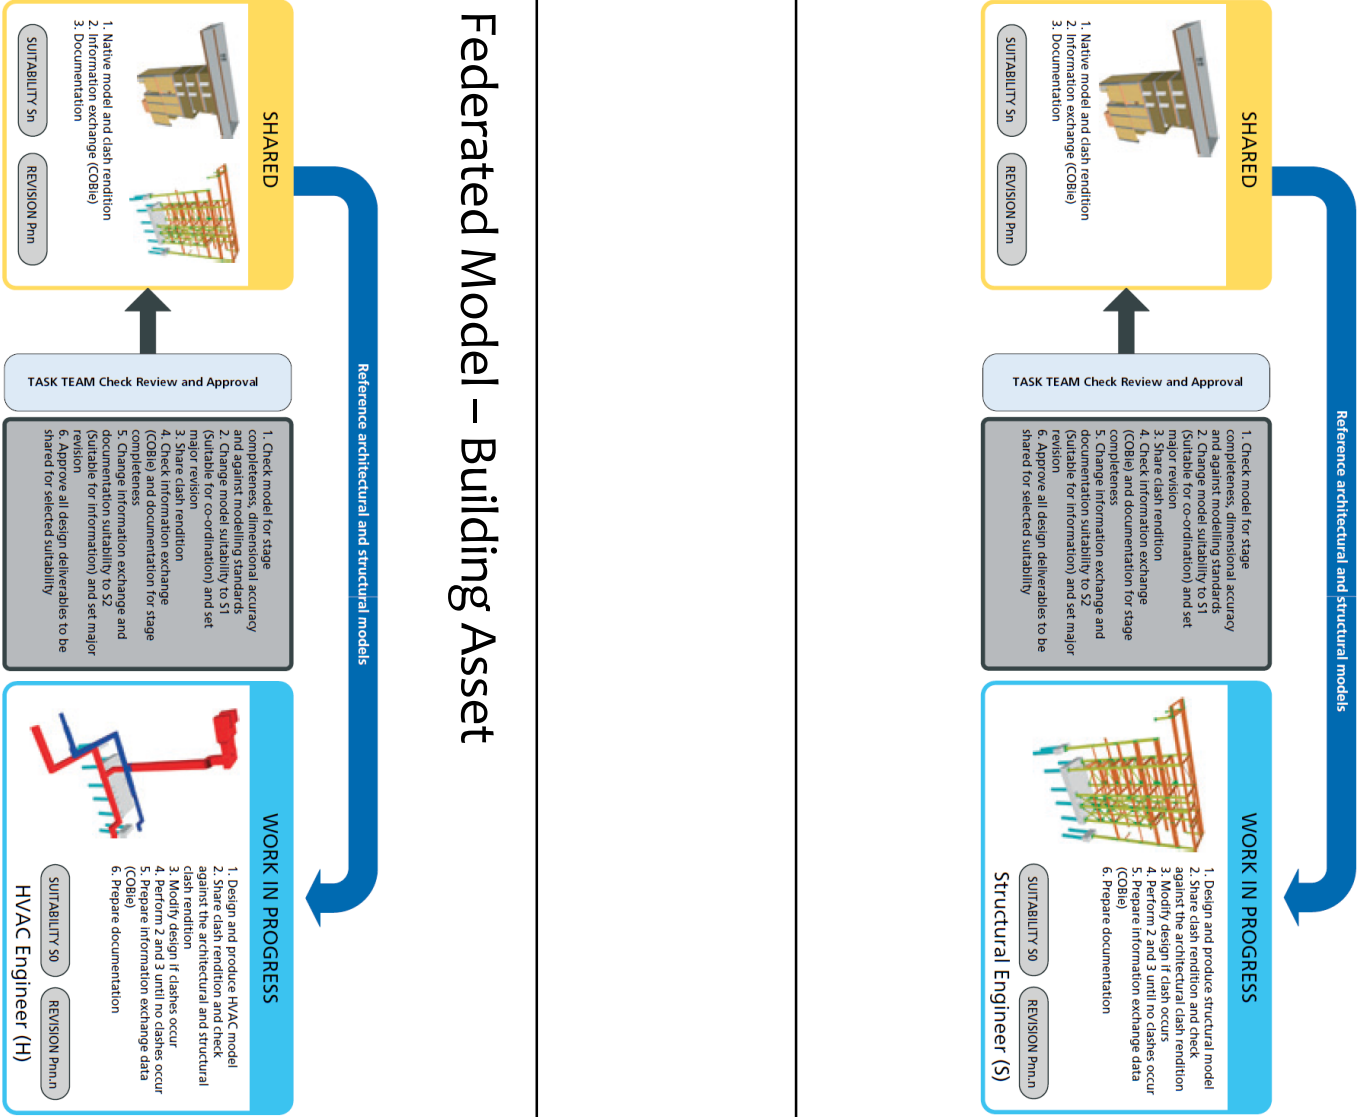 Federated Model – Building Asset
Reference architectural and structural models
SHARED
1. Native model and clash rendition
2. Information exchange (COBie)
3. Documentation
SUITABILITY Sn
REVISION Pnn
TASK TEAM Check Review and Approval
1. Check model for stage
completeness, dimensional accuracy
and against modelling standards
2. Change model suitability to S1
(Suitable for co-ordination) and set
major revision
3. Share clash rendition
4. Check information exchange
(COBie) and documentation for stage
completeness
5. Change information exchange and
documentation suitability to S2
(Suitable for information) and set major
revision
6. Approve all design deliverables to be
shared for selected suitability
WORK IN PROGRESS
1. Design and produce structural model
2. Share clash rendition and check
against the architectural clash rendition
3. Modify design if clash occurs
4. Perform 2 and 3 until no clashes occur
5. Prepare information exchange data
(COBie)
6. Prepare documentation
SUITABILITY S0
REVISION Pnn.n
Structural Engineer (S)
Reference architectural and structural models
SHARED
1. Native model and clash rendition
2. Information exchange (COBie)
3. Documentation
SUITABILITY Sn
REVISION Pnn
TASK TEAM Check Review and Approval
1. Check model for stage
completeness, dimensional accuracy
and against modelling standards
2. Change model suitability to S1
(Suitable for co-ordination) and set
major revision
3. Share clash rendition
4. Check information exchange
(COBie) and documentation for stage
completeness
5. Change information exchange and
documentation suitability to S2
(Suitable for information) and set major
revision
6. Approve all design deliverables to be
shared for selected suitability
WORK IN PROGRESS
1. Design and produce HVAC model
2. Share clash rendition and check
against the architectural and structural
clash rendition
3. Modify design if clashes occur
4. Perform 2 and 3 until no clashes occur
5. Prepare information exchange data
(COBie)
6. Prepare documentation
SUITABILITY S0
REVISION Pnn.n
HVAC Engineer (H)